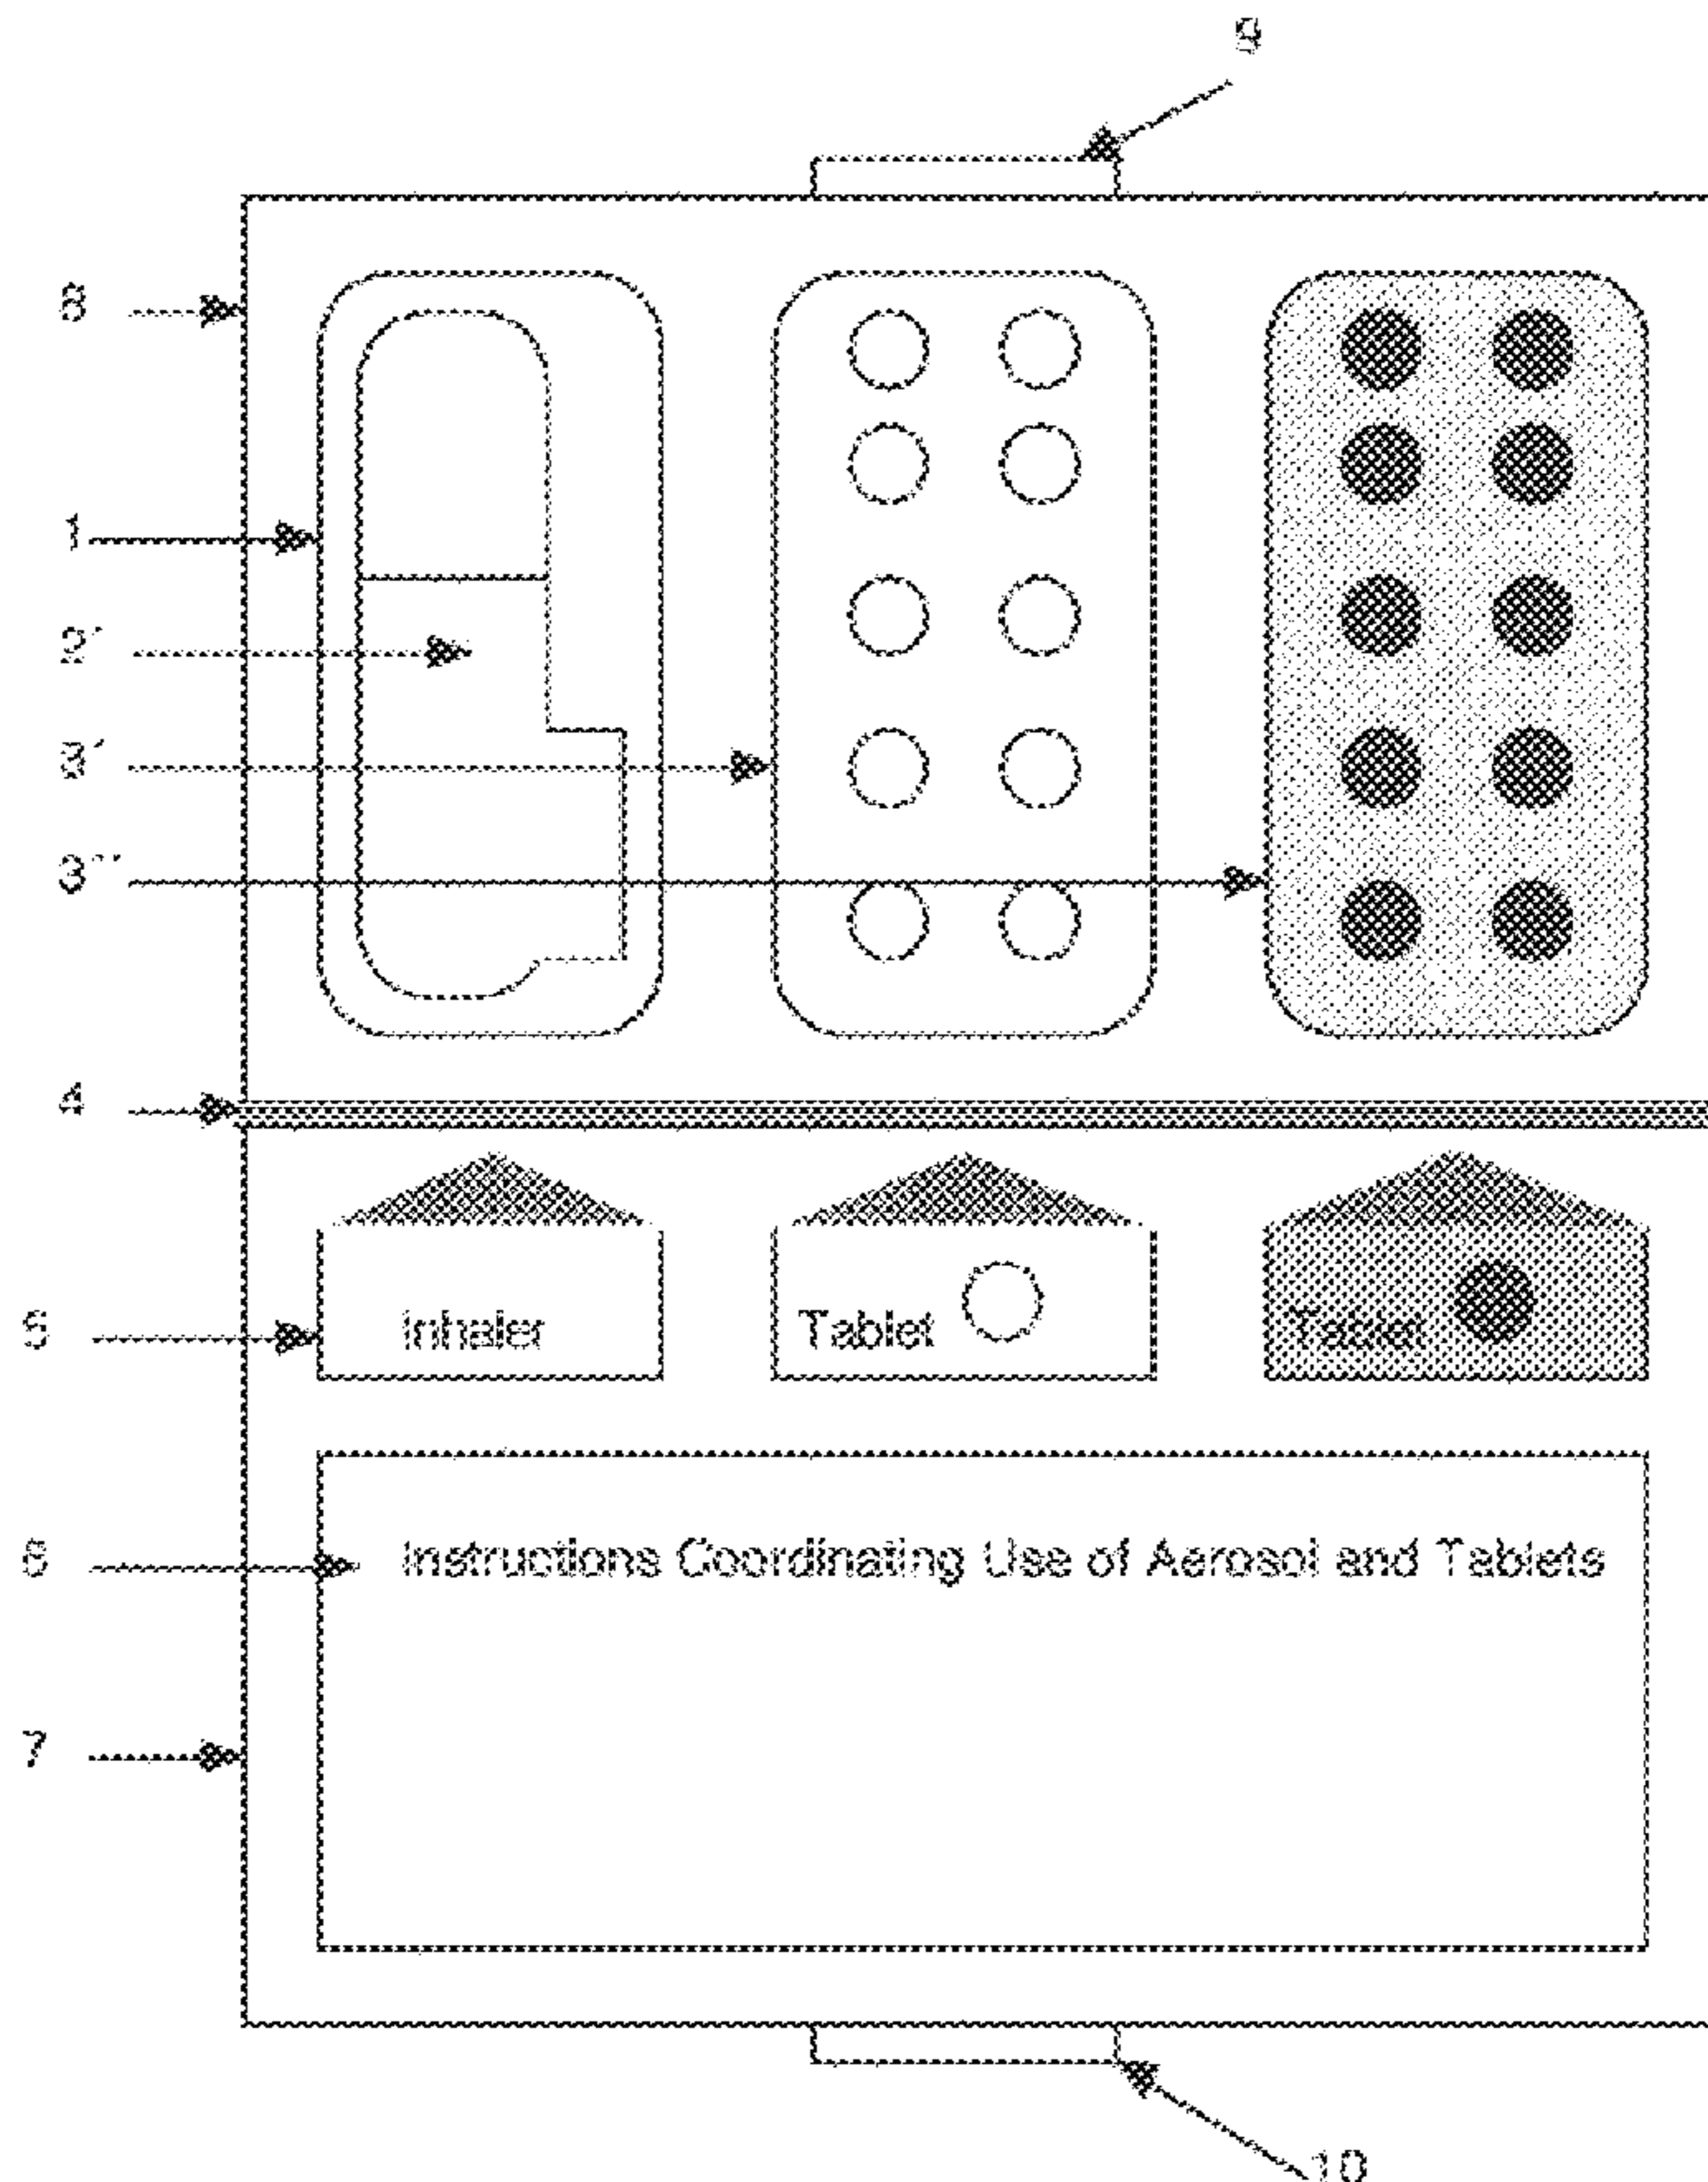 9
8
1
2'
3'
3''
4
5
Inhaler
Tablet
Tablet
6
Instructions Coordinating Use of Aerosol and Tablets
7
10